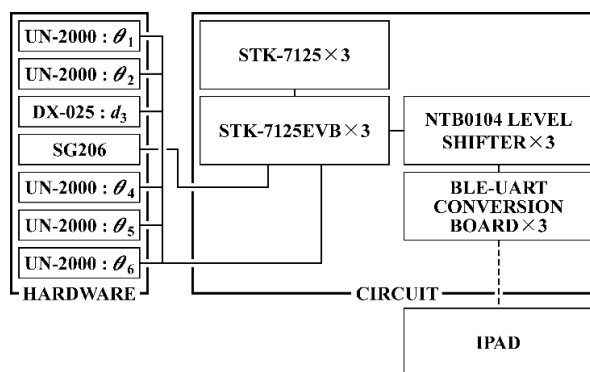 UN-2000 : θ1
UN-2000 : θ2
DX-025 : d3
SG206
UN-2000 : θ4
UN-2000 : θ5
UN-2000 : θ6
HARDWARE
STK-7125×3
STK-7125EVB×3
NTB0104 LEVEL
SHIFTER×3
BLE-UART
CONVERSION
BOARD×3
CIRCUIT
IPAD